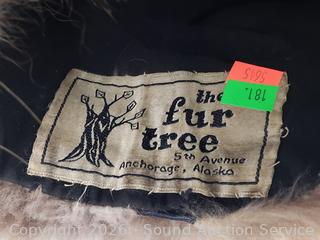 5615
181.
the
fur
tree
5th Avenue
Anchorage, Alaska
Copyright 2026 - Sound Auction Service